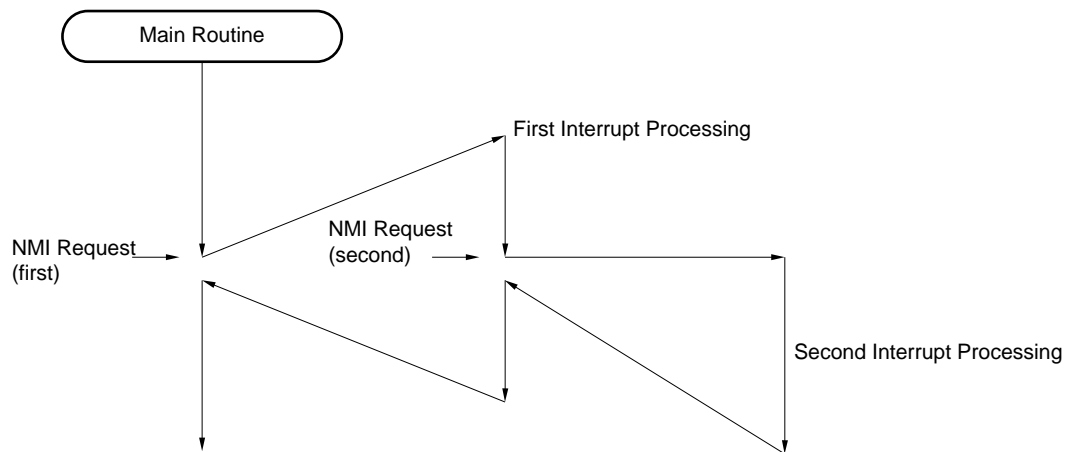 Main Routine
First Interrupt Processing
NMI Request
(first)
NMI Request
(second)
Second Interrupt Processing